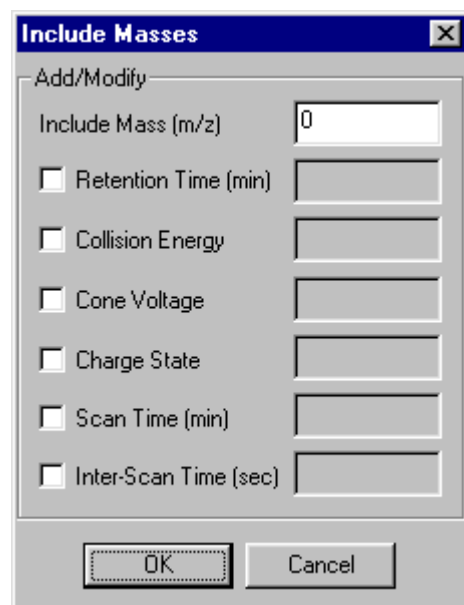 Include Masses
Add/Modify
Include Mass (m/z) 0
Retention Time (min)
Collision Energy
Cone Voltage
Charge State
Scan Time (min)
Inter-Scan Time (sec)
OK Cancel